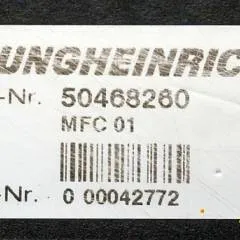 UNGHEINRIC
-Nr. 50468260
MFC 01
-Nr. 0 00042772